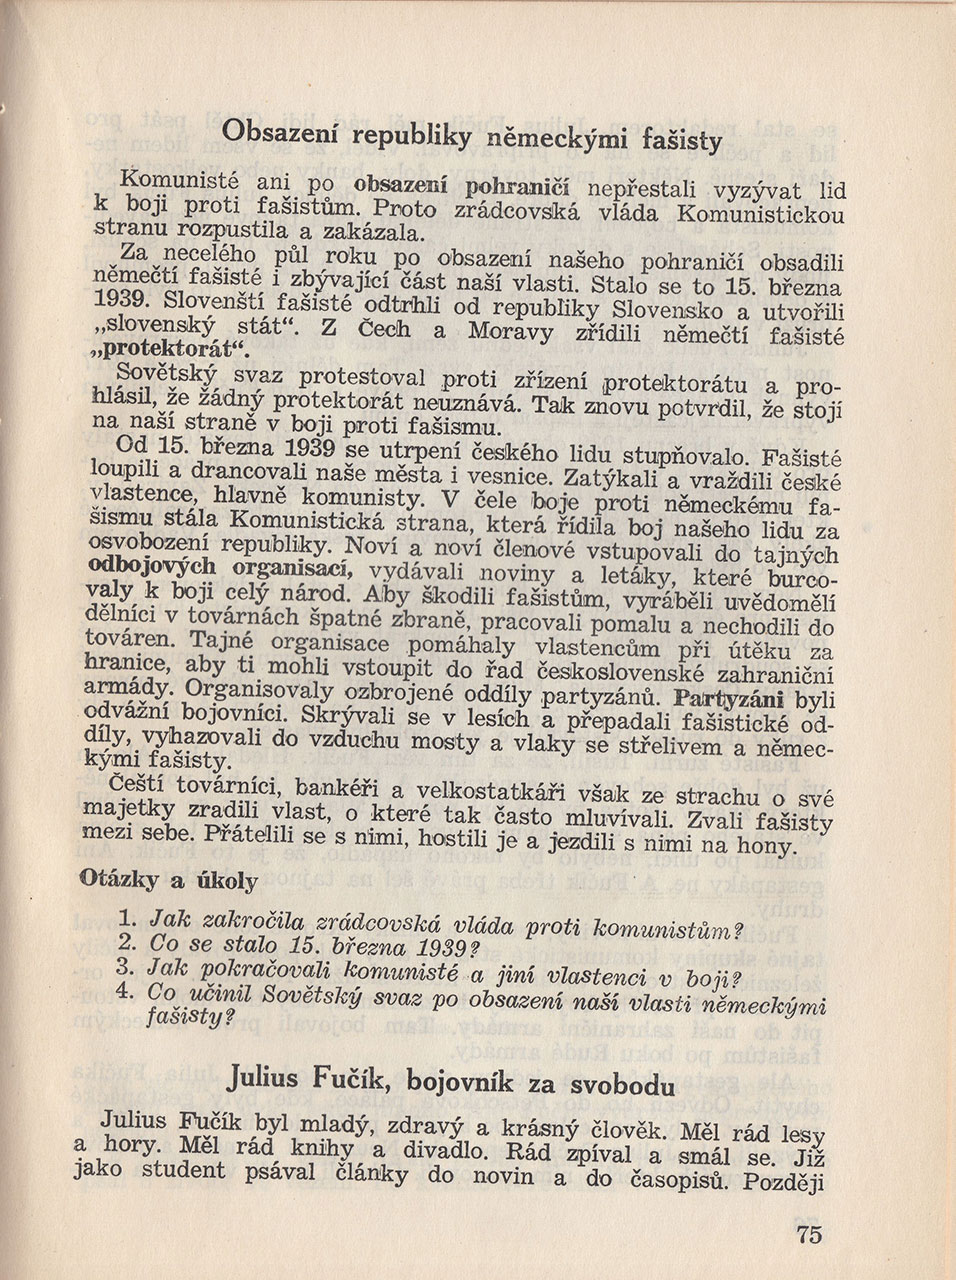 Obsazení republiky německými fašisty
Komunisté ani po obsazení pohraničí nepřestali vyzývat lid
k boji proti fašistům. Proto zrádcovská vláda Komunistickou
stranu rozpustila a zakázala.
Za necelého půl roku po obsazení našeho pohraničí obsadili
němečtí fašisté i zbývající část naší vlasti. Stalo se to 15. března
1939. Slovenští fašisté odtrhli od republiky Slovensko a utvořili
„slovenský stát“. Z Čech a Moravy zřídili němečtí fašisté
„protektorát“.
Sovětský svaz protestoval proti zřízení protektorátu a pro-
hlásil, že žádný protektorát neuznává. Tak znovu potvrdil, že stojí
na naší straně v boji proti fašismu.
Od 15. března 1939 se utrpení českého lidu stupňovalo. Fašisté
loupili a drancovali naše města i vesnice. Zatýkali a vraždili české
vlastence, hlavně komunisty. V čele boje proti německému fa-
šismu stála Komunistická strana, která řídila boj našeho lidu za
osvobození republiky. Noví a noví členové vstupovali do tajných
odbojových organisací, vydávali noviny a letáky, které burco-
valy k boji celý národ. Aby škodili fašistům, vyráběli uvědomělí
dělníci v továrnách špatné zbraně, pracovali pomalu a nechodili do
továren. Tajné organisace pomáhaly vlastencům při útěku za
hranice, aby ti mohli vstoupit do řad československé zahraniční
armády. Organisovaly ozbrojené oddíly partyzánů. Partyzáni byli
odvážní bojovníci. Skrývali se v lesích a přepadali fašistické od-
díly, vyhazovali do vzduchu mosty a vlaky se střelivem a němec-
kými fašisty.
Čeští továrníci, bankéři a velkostatkáři však ze strachu o své
majetky zradili vlast, o které tak často mluvívali. Zvali fašisty
mezi sebe. Přátelili se s nimi, hostili je a jezdili s nimi na hony.
Otázky a úkoly
1. Jak zakročila zrádcovská vláda proti komunistům?
2. Co se stalo 15. března 1939?
3. Jak pokračovali komunisté a jiní vlastenci v boji?
4. Co učinil Sovětský svaz po obsazení naší vlasti německými
fašisty?
Julius Fučík, bojovník za svobodu
Julius Fučík byl mladý, zdravý a krásný člověk. Měl rád lesy
a hory. Měl rád knihy a divadlo. Rád zpíval a smál se. Již
jako student psával články do novin a do časopisů. Později
75